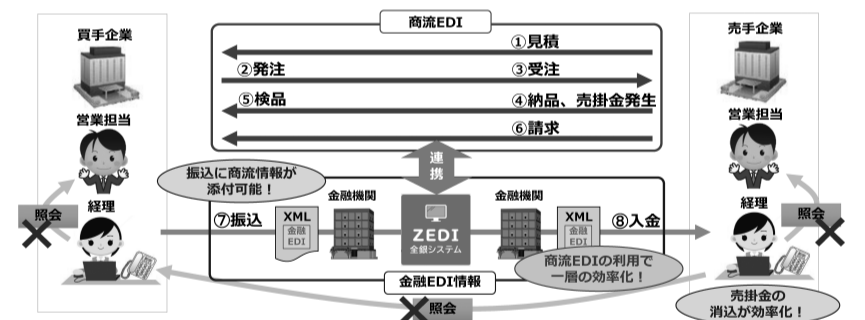 商流EDI
買手企業
売手企業
①見積
②発注
③受注
⑤検品
④納品、売掛金発生
⑥請求
営業担当
営業担当
連
携
振込に商流情報が
添付可能！
照会
経理
⑦振込
XML
金融
EDI
金融機関
ZEDI
全銀システム
金融機関
XML
金融
EDI
⑧入金
経理
照会
商流EDIの利用で
一層の効率化！
金融EDI情報
照会
売掛金の
消込が効率化！